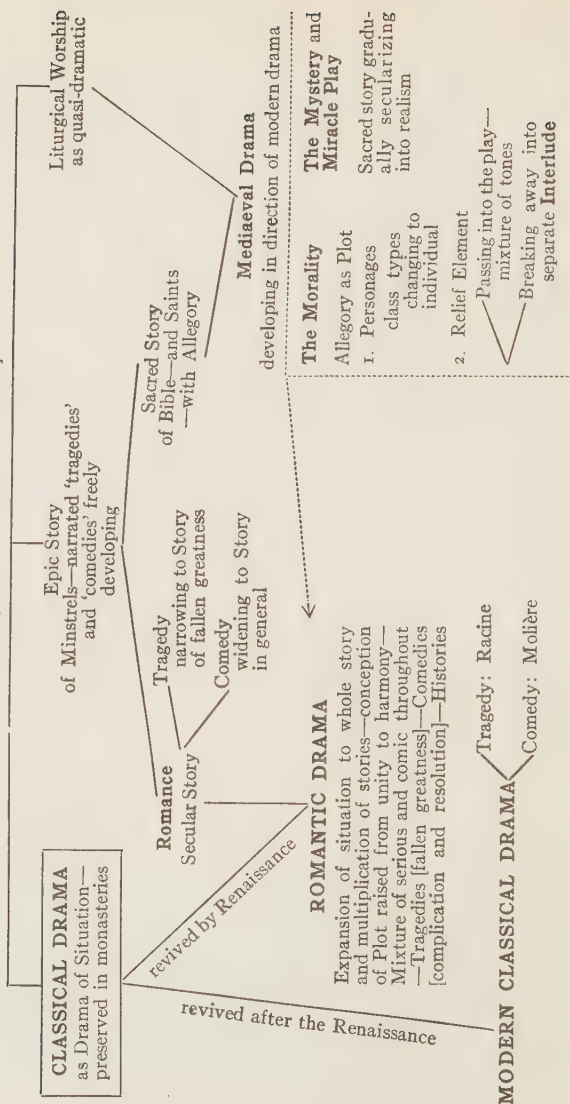 CLASSICAL DRAMA
as Drama of Situation—
preserved in monasteries
Epic Story
of Minstrels—narrated 'tragedies'
and 'comedies' freely
developing
Liturgical Worship
as quasi-dramatic
Romance
Secular Story
Tragedy
narrowing to Story
of fallen greatness
Comedy
widening to Story
in general
Sacred Story
of Bible—and Saints
—with Allegory
Mediaeval Drama
developing in direction of modern drama
revived by Renaissance
revived after the Renaissance
ROMANTIC DRAMA
Expansion of situation to whole story
and multiplication of stories—conception
of Plot raised from unity to harmony—
Mixture of serious and comic throughout
—Tragedies [fallen greatness]—Comedies
[complication and resolution]—Histories
The Morality
Allegory as Plot
1. Personages
class types
changing to
individual
2. Relief Element
Passing into the play—
mixture of tones
Breaking away into
separate Interlude
The Mystery and
Miracle Play
Sacred story gradu-
ally secularizing
into realism
MODERN CLASSICAL DRAMA
Tragedy: Racine
Comedy: Molière